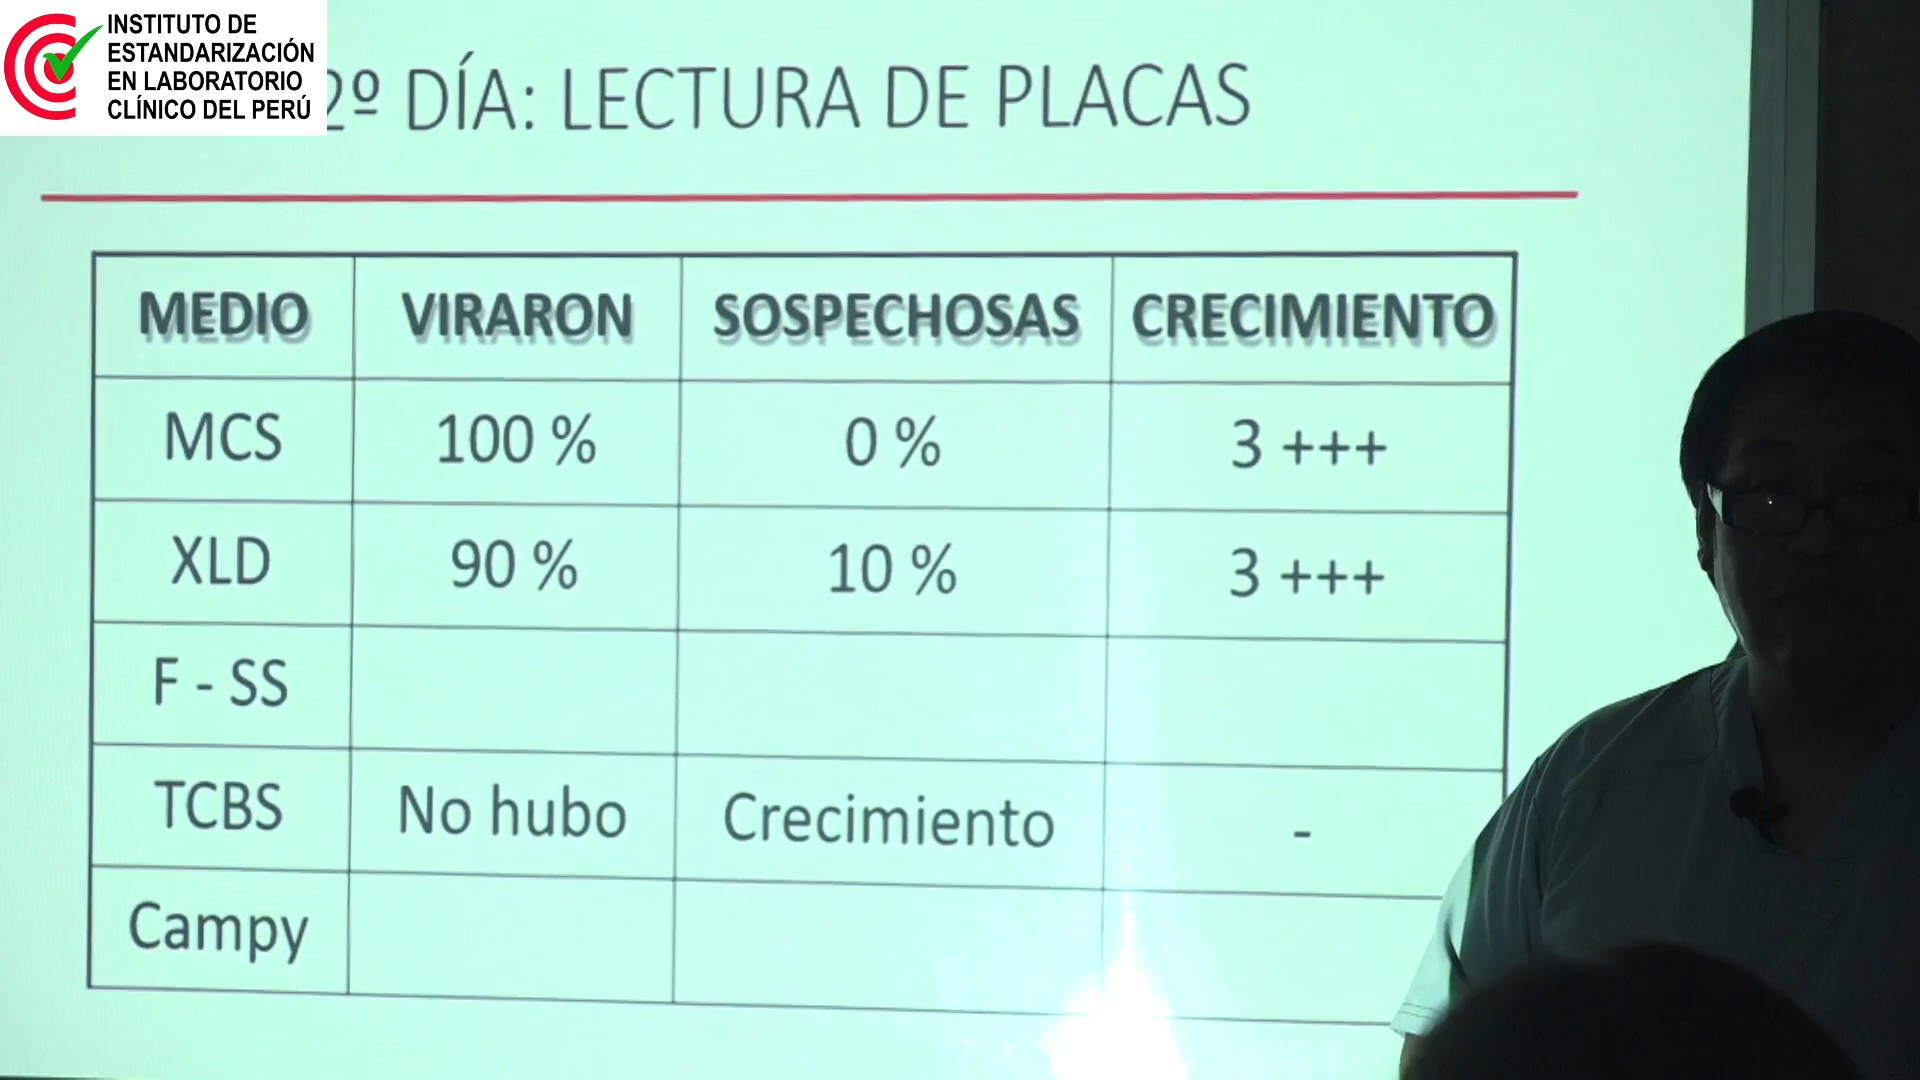 INSTITUTO DE
ESTANDARIZACIÓN
EN LABORATORIO
CLÍNICO DEL PERÚ
2º DÍA: LECTURA DE PLACAS
MEDIO VIRARON SOSPECHOSAS CRECIMIENTO
MCS 100 % 0 % 3 +++
XLD 90 % 10 % 3 +++
F - SS
TCBS No hubo Crecimiento -
Campy